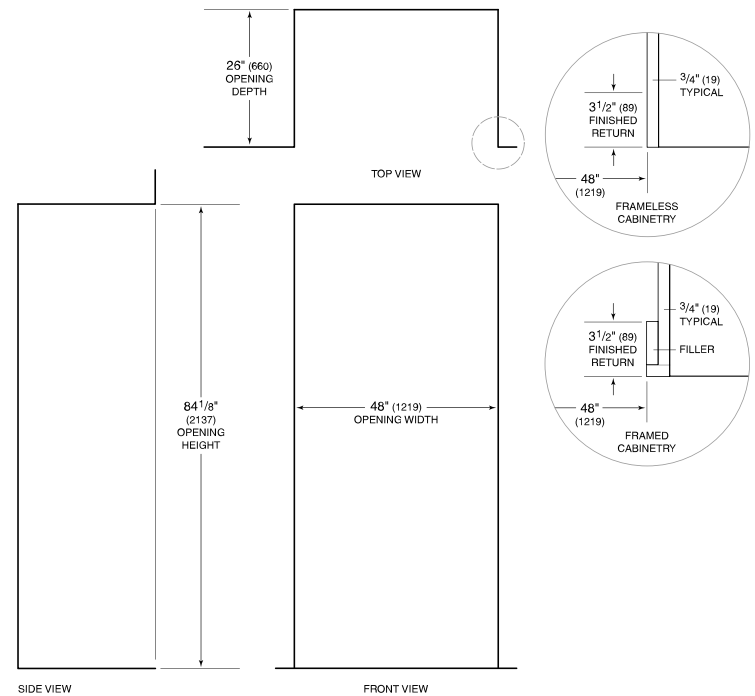 26" (660)
OPENING
DEPTH
TOP VIEW
3/4" (19)
TYPICAL
3 1/2" (89)
FINISHED
RETURN
48"
(1219)
FRAMELESS
CABINETRY
84 1/8"
(2137)
OPENING
HEIGHT
48" (1219)
OPENING WIDTH
3/4" (19)
TYPICAL
3 1/2" (89)
FINISHED
RETURN
FILLER
48"
(1219)
FRAMED
CABINETRY
SIDE VIEW
FRONT VIEW